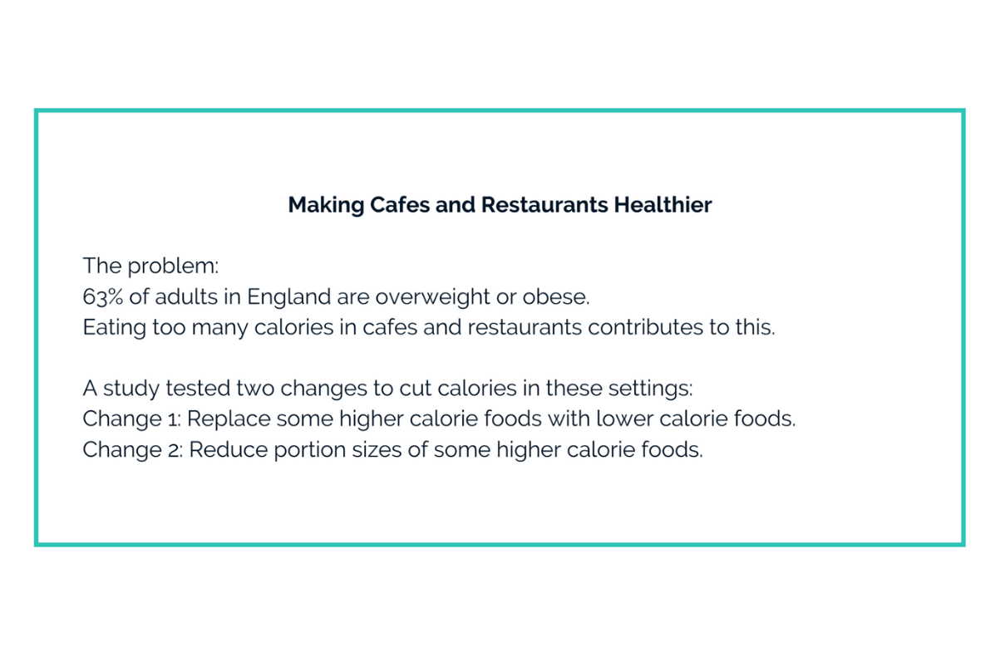 Making Cafes and Restaurants Healthier
The problem:
63% of adults in England are overweight or obese.
Eating too many calories in cafes and restaurants contributes to this.
A study tested two changes to cut calories in these settings:
Change 1: Replace some higher calorie foods with lower calorie foods.
Change 2: Reduce portion sizes of some higher calorie foods.